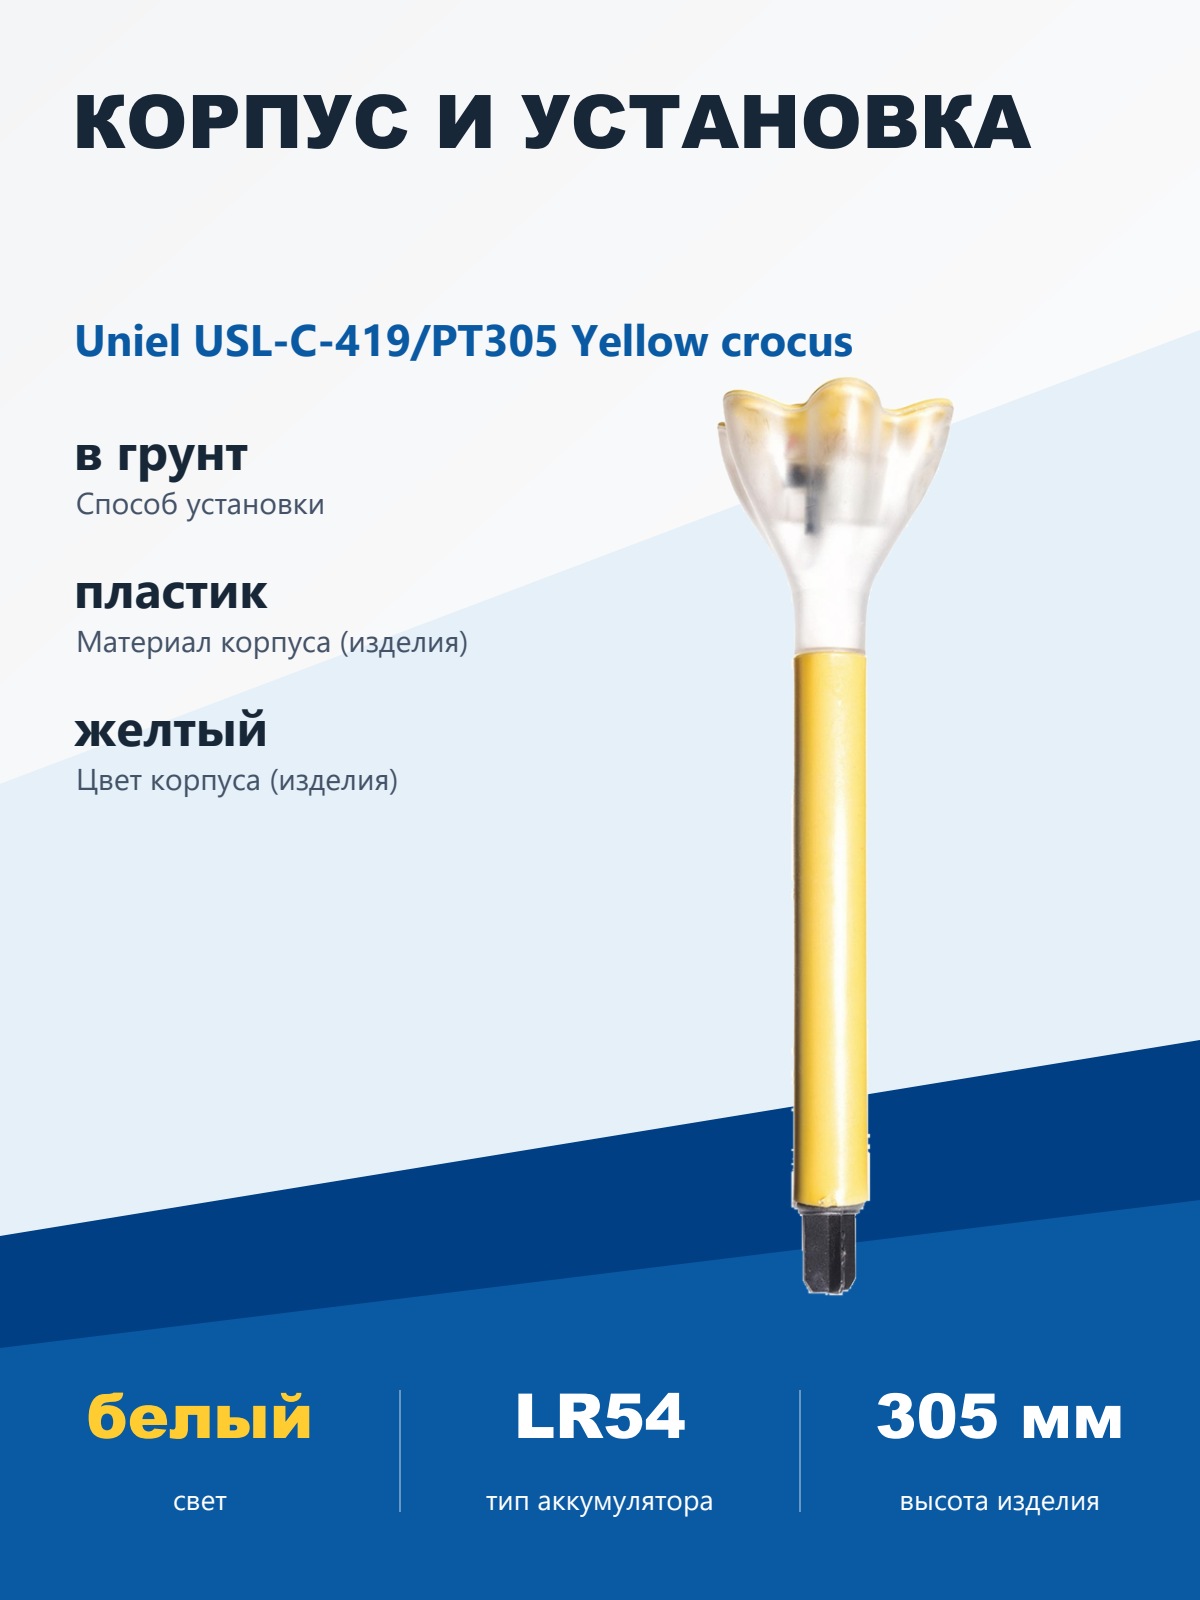 КОРПУС И УСТАНОВКА
Uniel USL-C-419/PT305 Yellow crocus
в грунт
Способ установки
пластик
Материал корпуса (изделия)
желтый
Цвет корпуса (изделия)
белый
свет
LR54
тип аккумулятора
305 мм
высота изделия